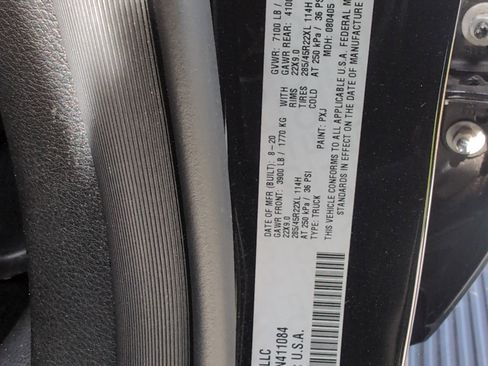 LLC
N411084
U.S.A.
DATE OF MFR (BUILT): 8-20 GVWR: 7100 LB /
GAWR FRONT: 3900 LB / 1770 KG WITH GAWR REAR: 4100
22X9.0 RIMS 22X9.0
285/45R22XL 114H TIRES 285/45R22XL 114H
AT 250 kPa / 36 PSI COLD AT 250 kPa / 36 PSI
TYPE: TRUCK PAINT: PXJ MOH: 080405
THIS VEHICLE CONFORMS TO ALL APPLICABLE U.S.A. FEDERAL
STANDARDS IN EFFECT ON THE DATE OF MANUFACTURE